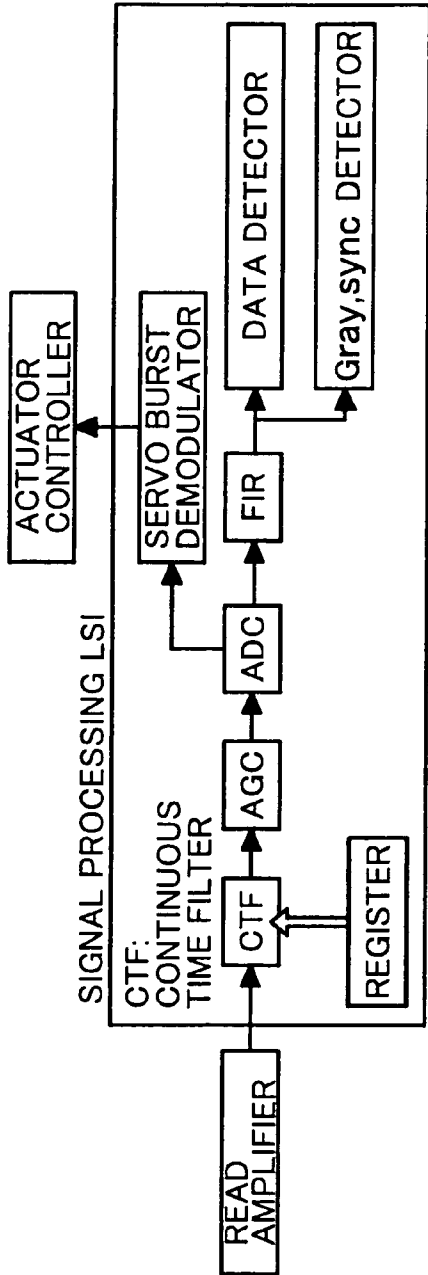 SIGNAL PROCESSING LSI
ACTUATOR
CONTROLLER
CTF:
CONTINUOUS
TIME FILTER
SERVO BURST
DEMODULATOR
READ
AMPLIFIER
CTF
AGC
ADC
FIR
DATA DETECTOR
Gray,sync DETECTOR
REGISTER